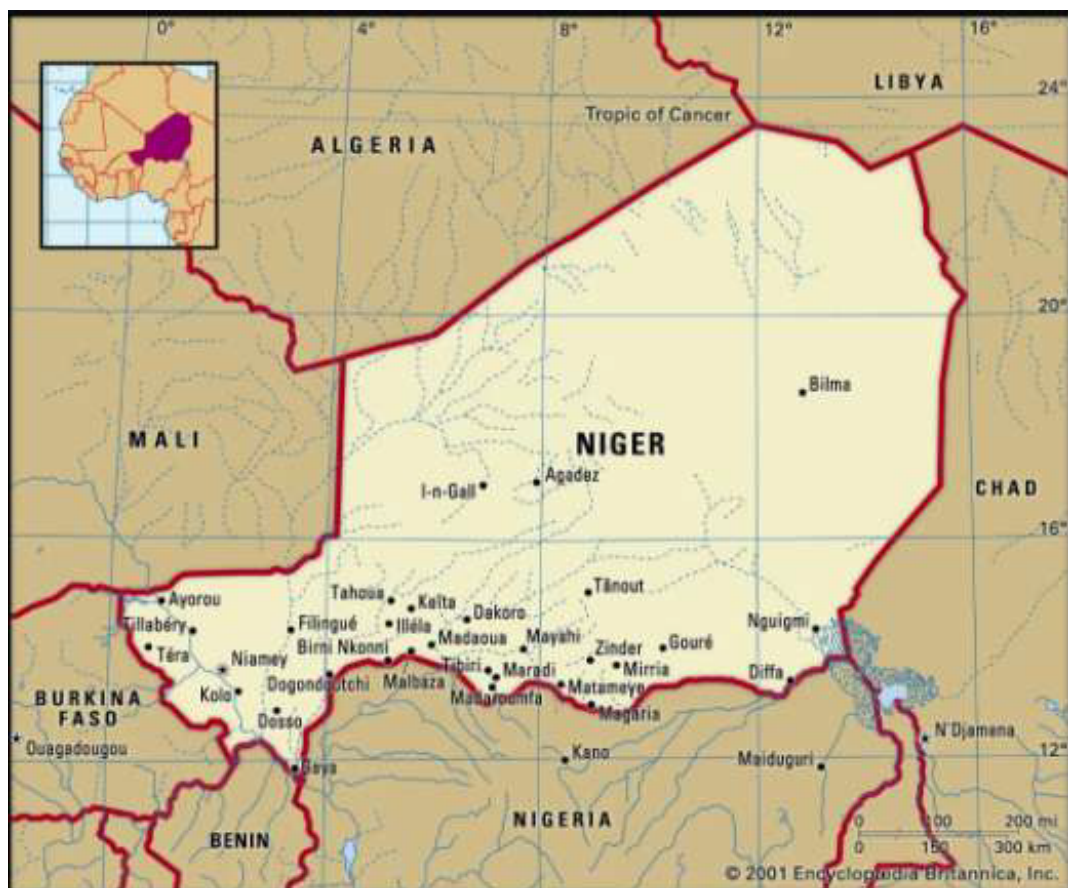 0°
4°
8°
12°
16°
LIBYA
24°
Tropic of Cancer
ALGERIA
20°
Bilma
MALI
NIGER
Agadez
I-n-Gall
CHAD
16°
Tânout
Tahoua
Keïta
Ayorou
Dakoro
Illéla
Nguigmi
Tillabéry
Filingué
Madaoua
Mayahi
Zinder
Gouré
Birni Nkonni
Téra
Niamey
Tibiri
Maradi
Mirria
Diffa
Dogondoutchi
Malbaza
Matameye
Kolo
Madarounfa
BURKINA
FASO
Dosso
Magaria
Ouagadougou
N'Djamena
Kano
Maiduguri
12°
Gaya
BENIN
NIGERIA
0 100 200 mi
0 150 300 km
© 2001 Encyclopædia Britannica, Inc.